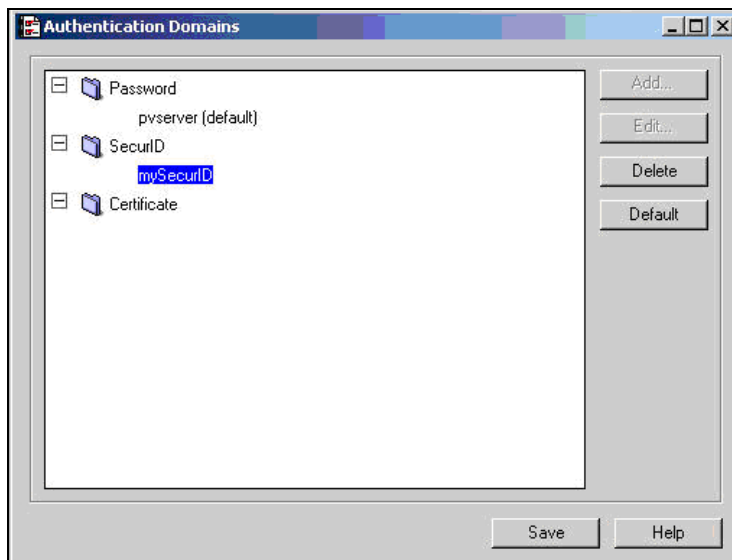 Authentication Domains
Password
Add...
pvserver (default)
Edit...
SecurID
mySecurID
Delete
Certificate
Default
Save
Help